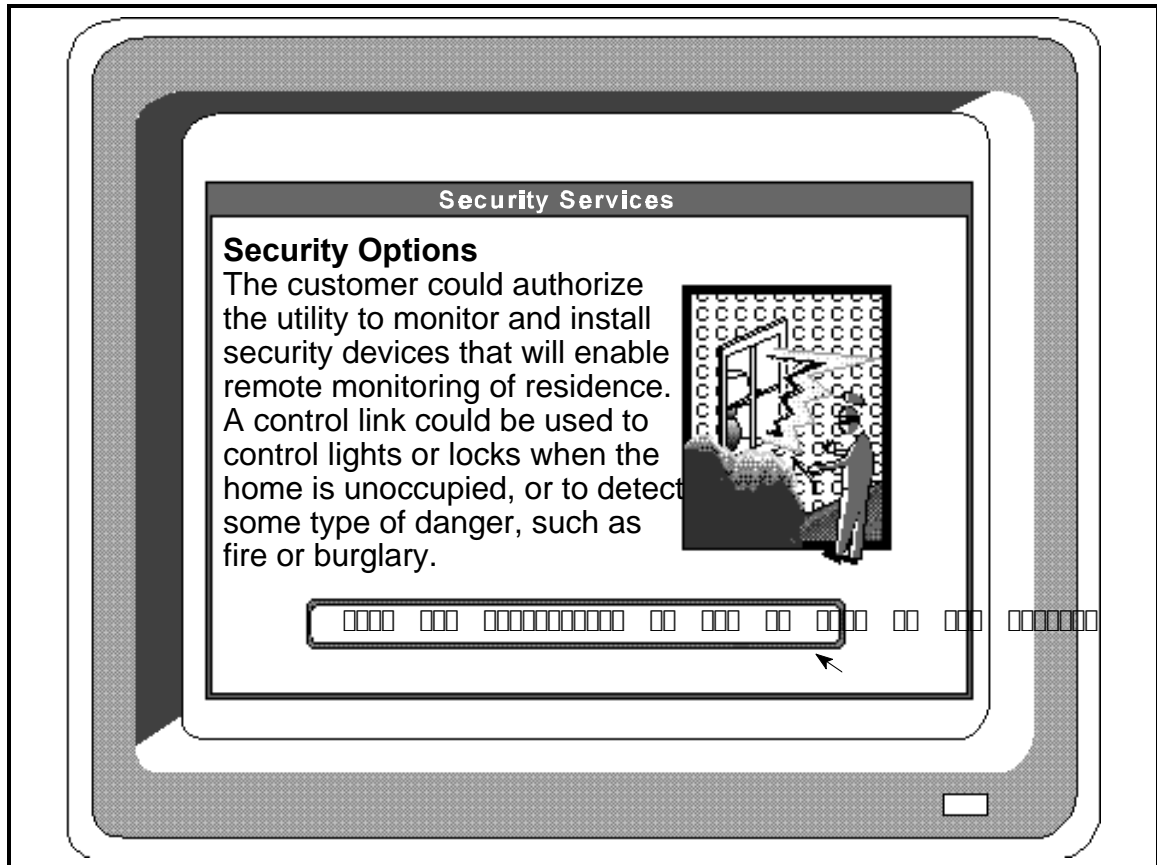 Security Services
Security Options
The customer could authorize
the utility to monitor and install
security devices that will enable
remote monitoring of residence.
A control link could be used to
control lights or locks when the
home is unoccupied, or to detect
some type of danger, such as
fire or burglary.